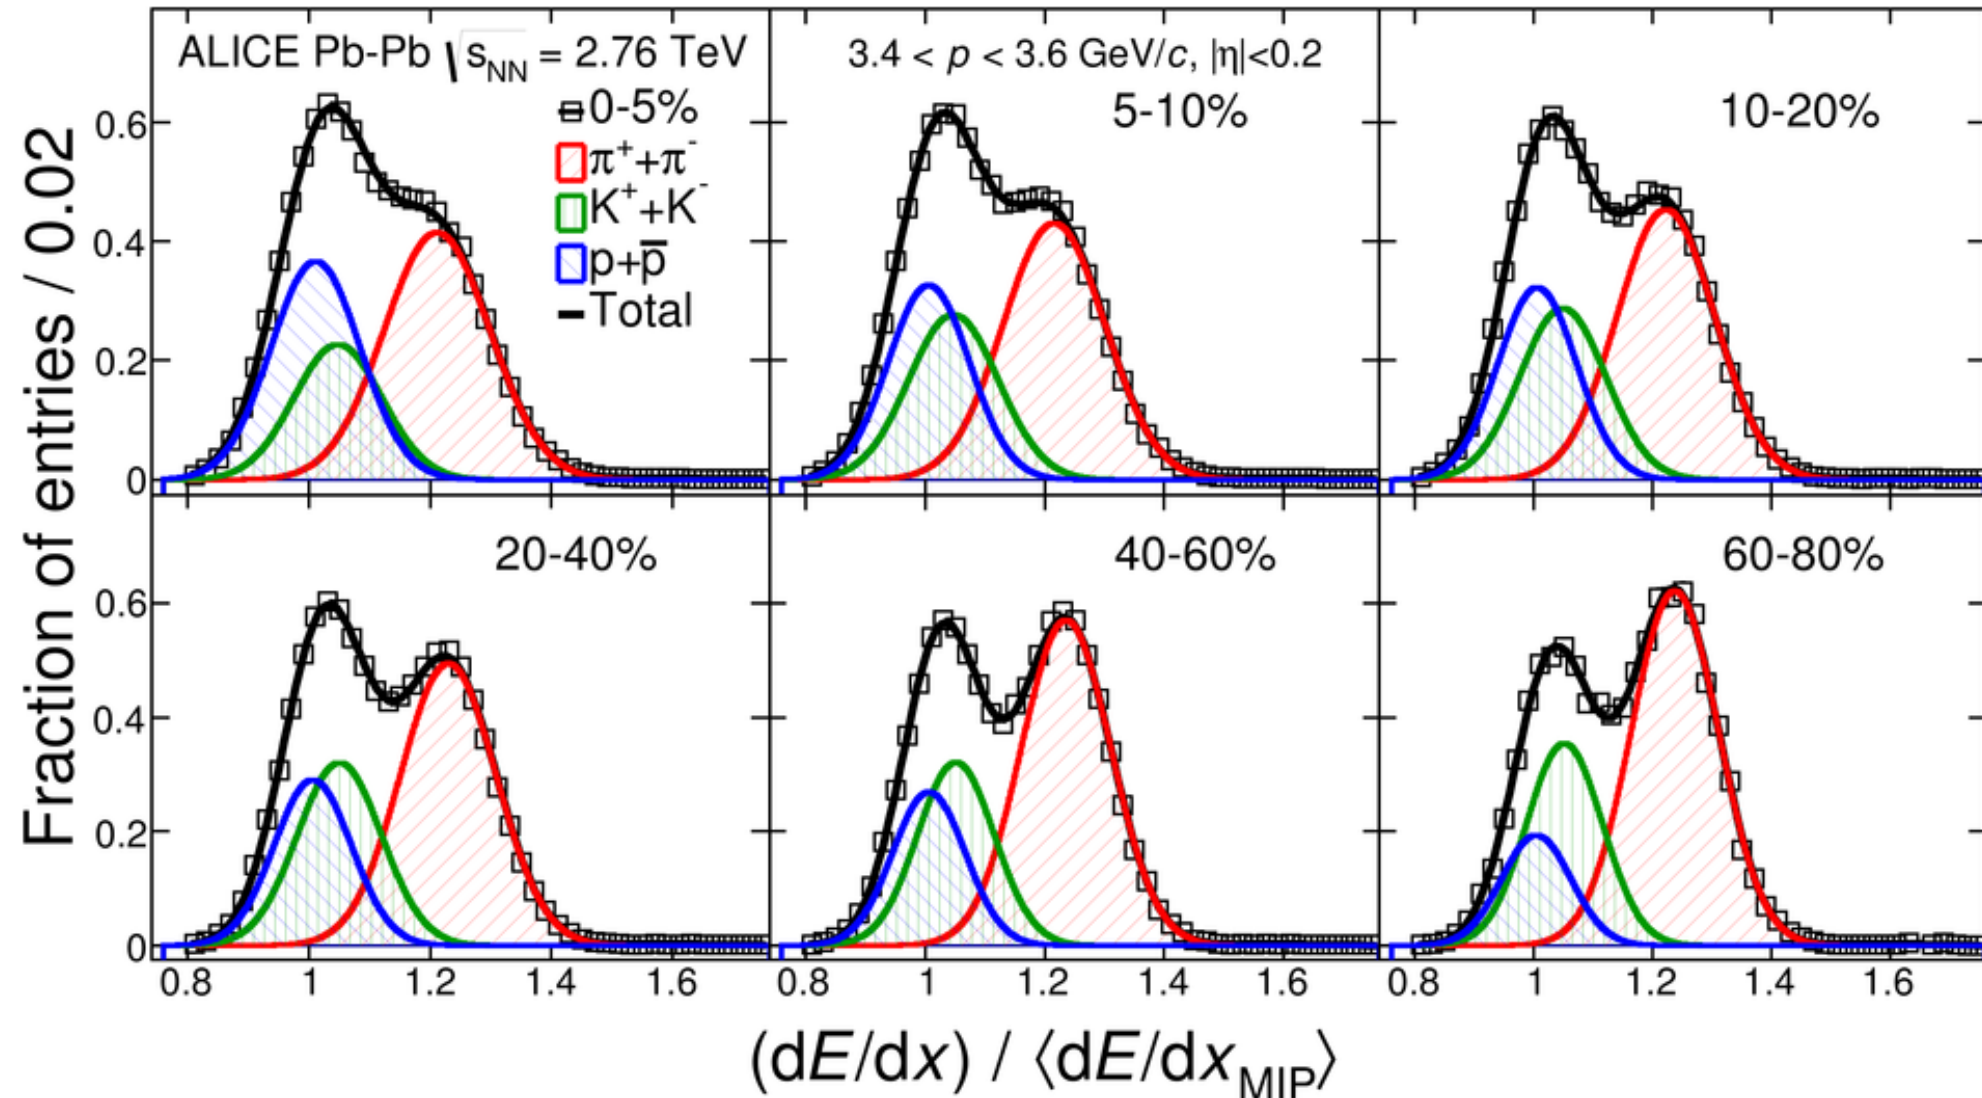 ALICE Pb-Pb √sNN = 2.76 TeV
0-5%
π⁺+π⁻
K⁺+K⁻
p+p̅
Total
3.4 < p < 3.6 GeV/c, |η|<0.2
5-10%
10-20%
0.6
0.4
0.2
0
20-40%
40-60%
60-80%
0.6
0.4
0.2
0
0.8 1 1.2 1.4 1.6
0.8 1 1.2 1.4 1.6
0.8 1 1.2 1.4 1.6
Fraction of entries / 0.02
(dE/dx) / ⟨dE/dxMIP⟩